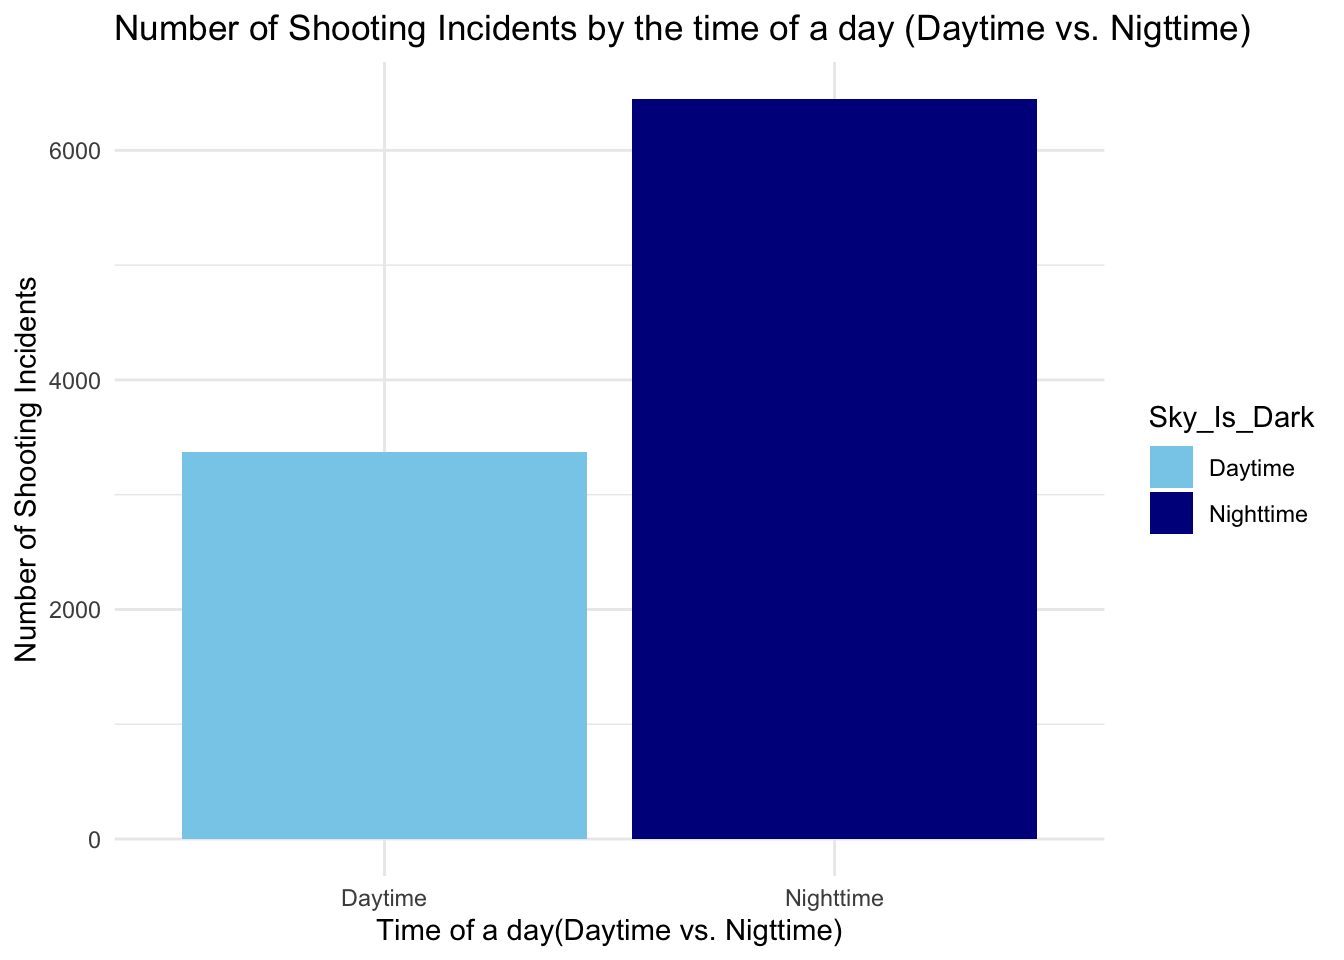 Number of Shooting Incidents by the time of a day (Daytime vs. Nigttime)
Number of Shooting Incidents
6000
4000
2000
0
Daytime
Nighttime
Time of a day(Daytime vs. Nigttime)
Sky_Is_Dark
Daytime
Nighttime